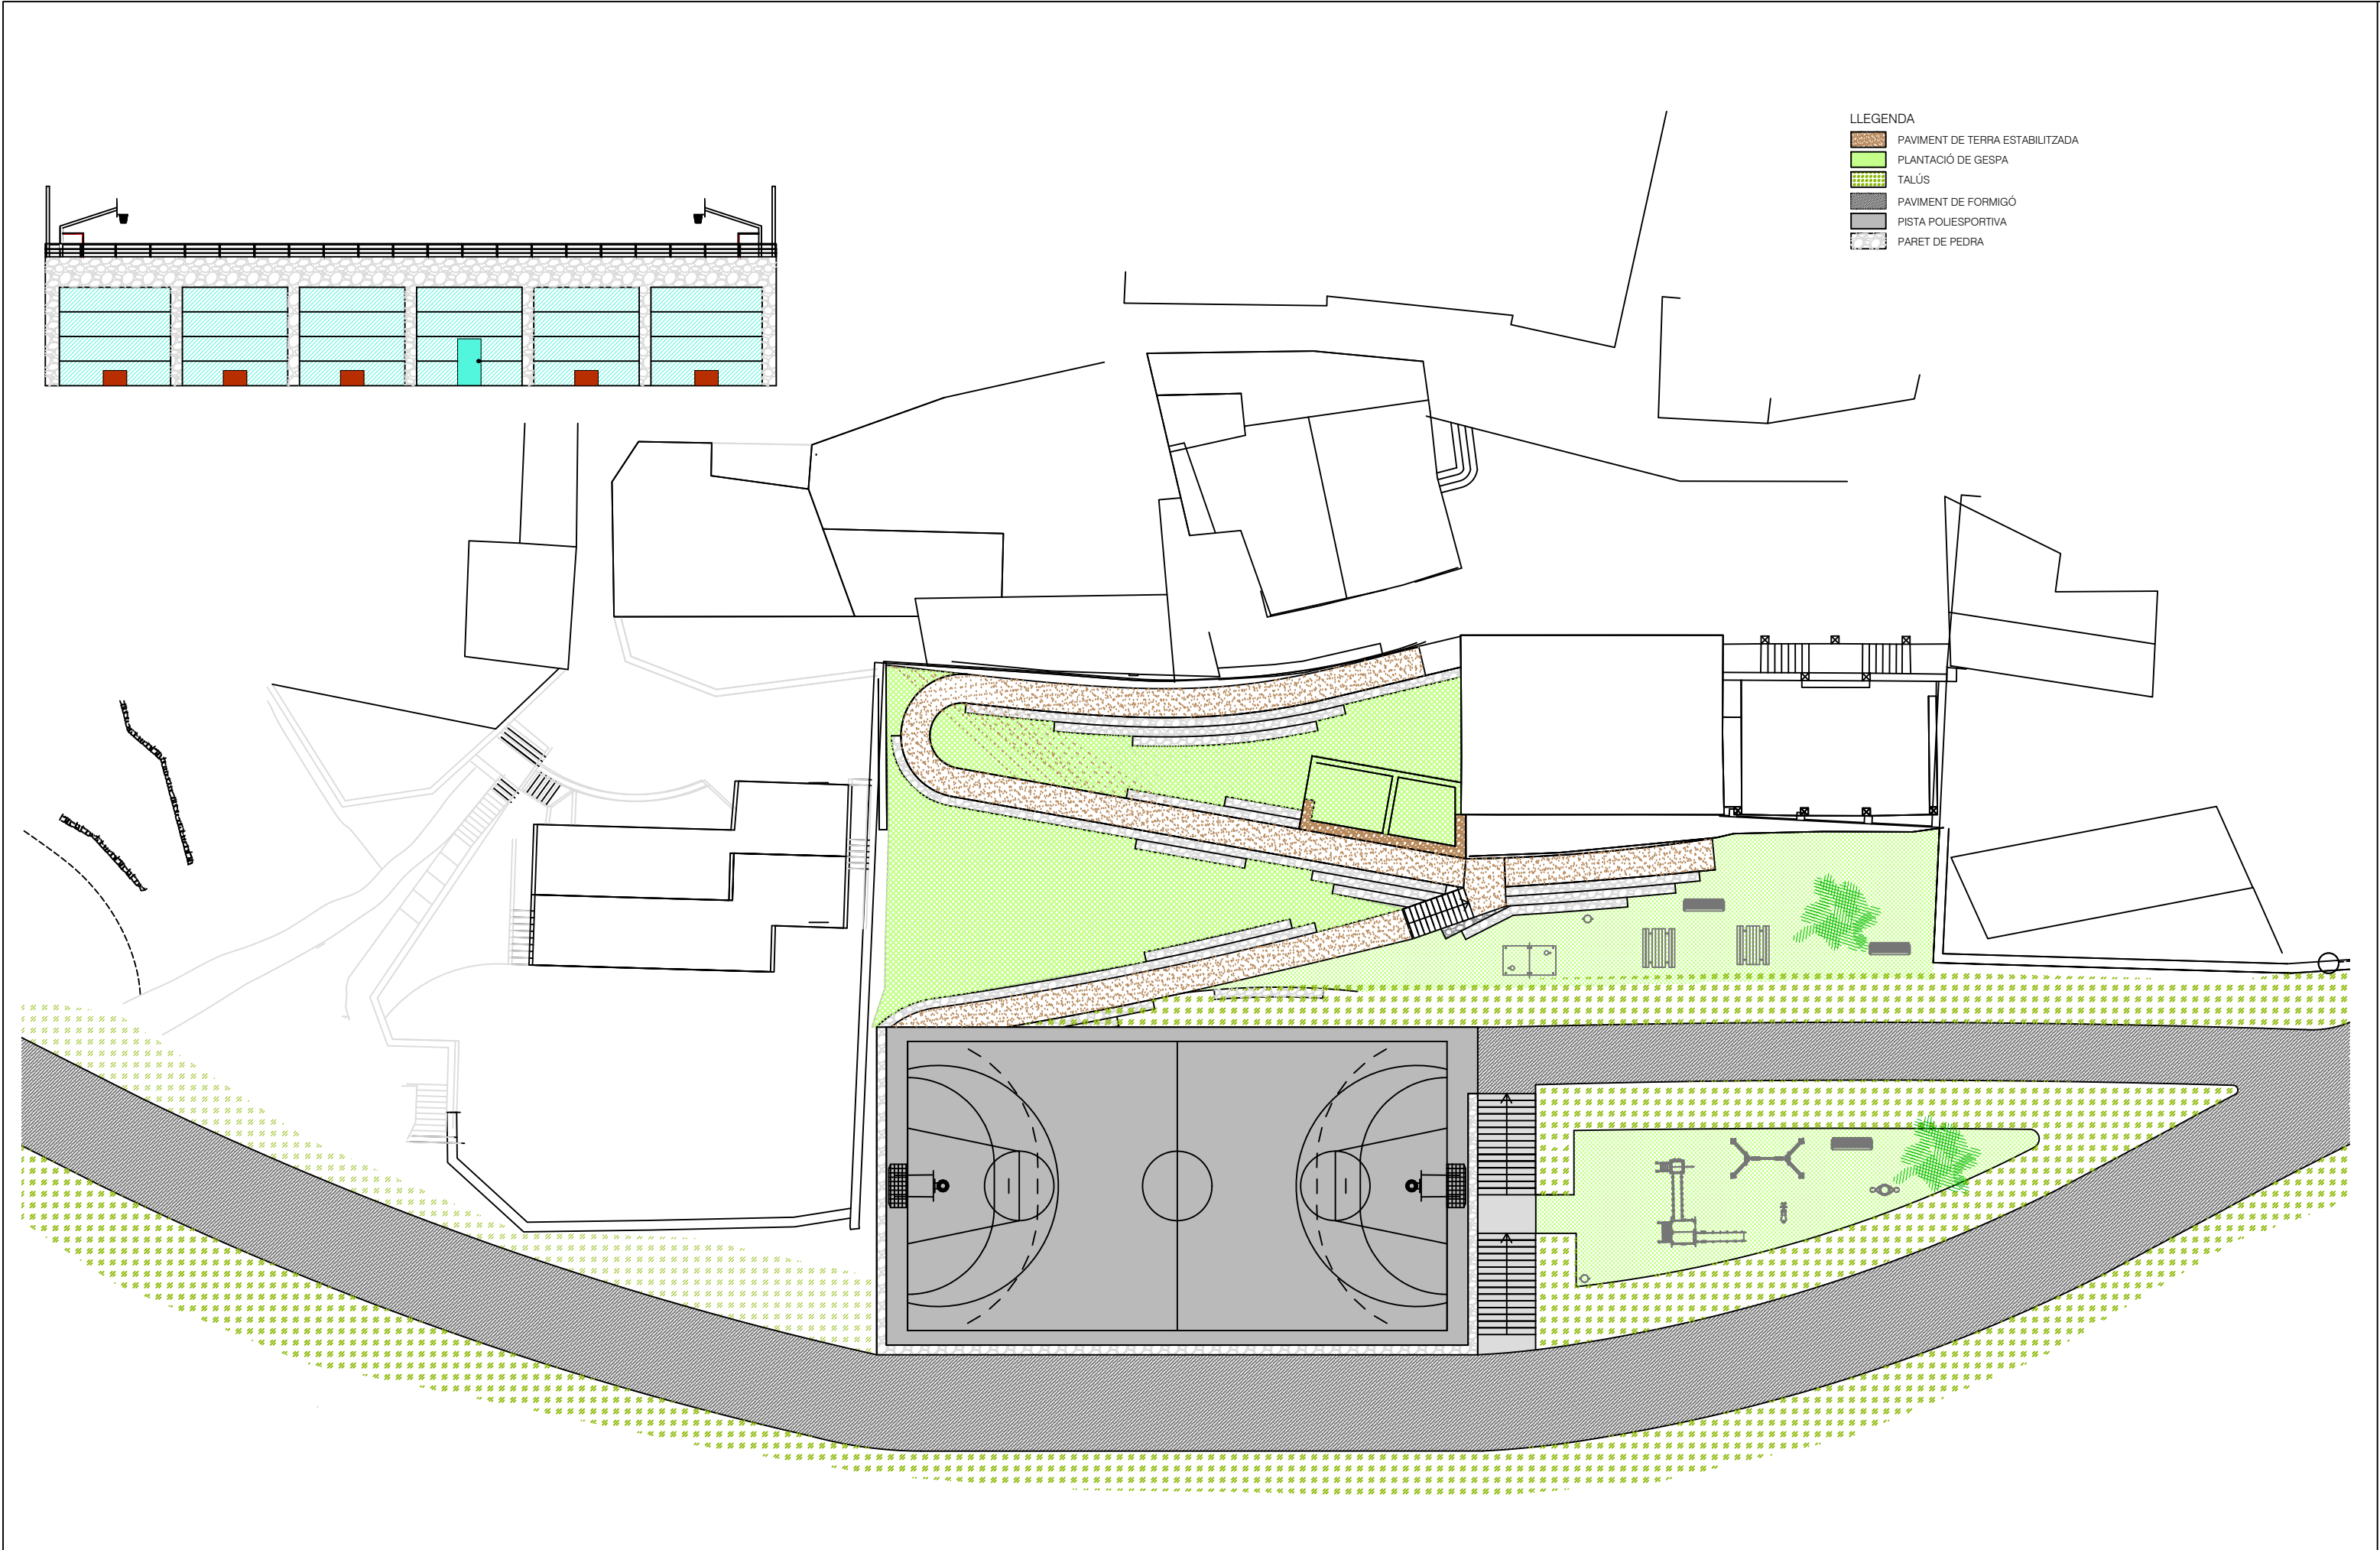 LLEGENDA
PAVIMENT DE TERRA ESTABILITZADA
PLANTACIÓ DE GESPA
TALÚS
PAVIMENT DE FORMIGÓ
PISTA POLIESPORTIVA
PARET DE PEDRA